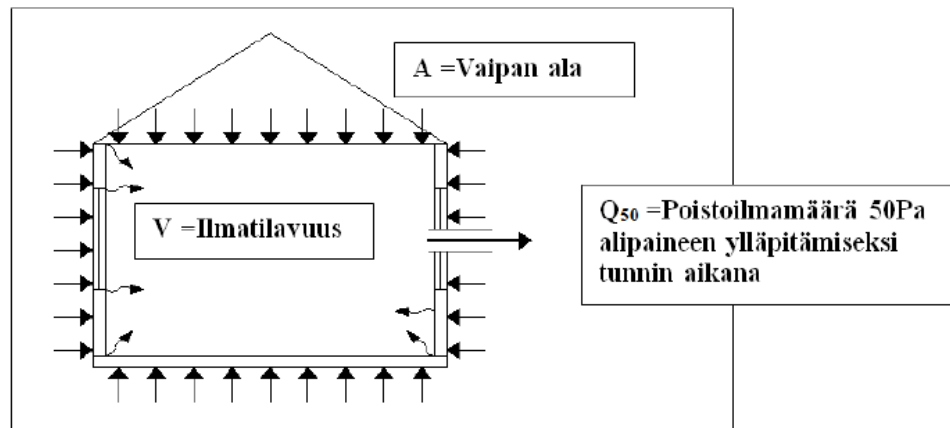 A =Vaipan ala
V =Ilmatilavuus
Q50 =Poistoilmamäärä 50Pa
alipaineen ylläpitämiseksi
tunnin aikana